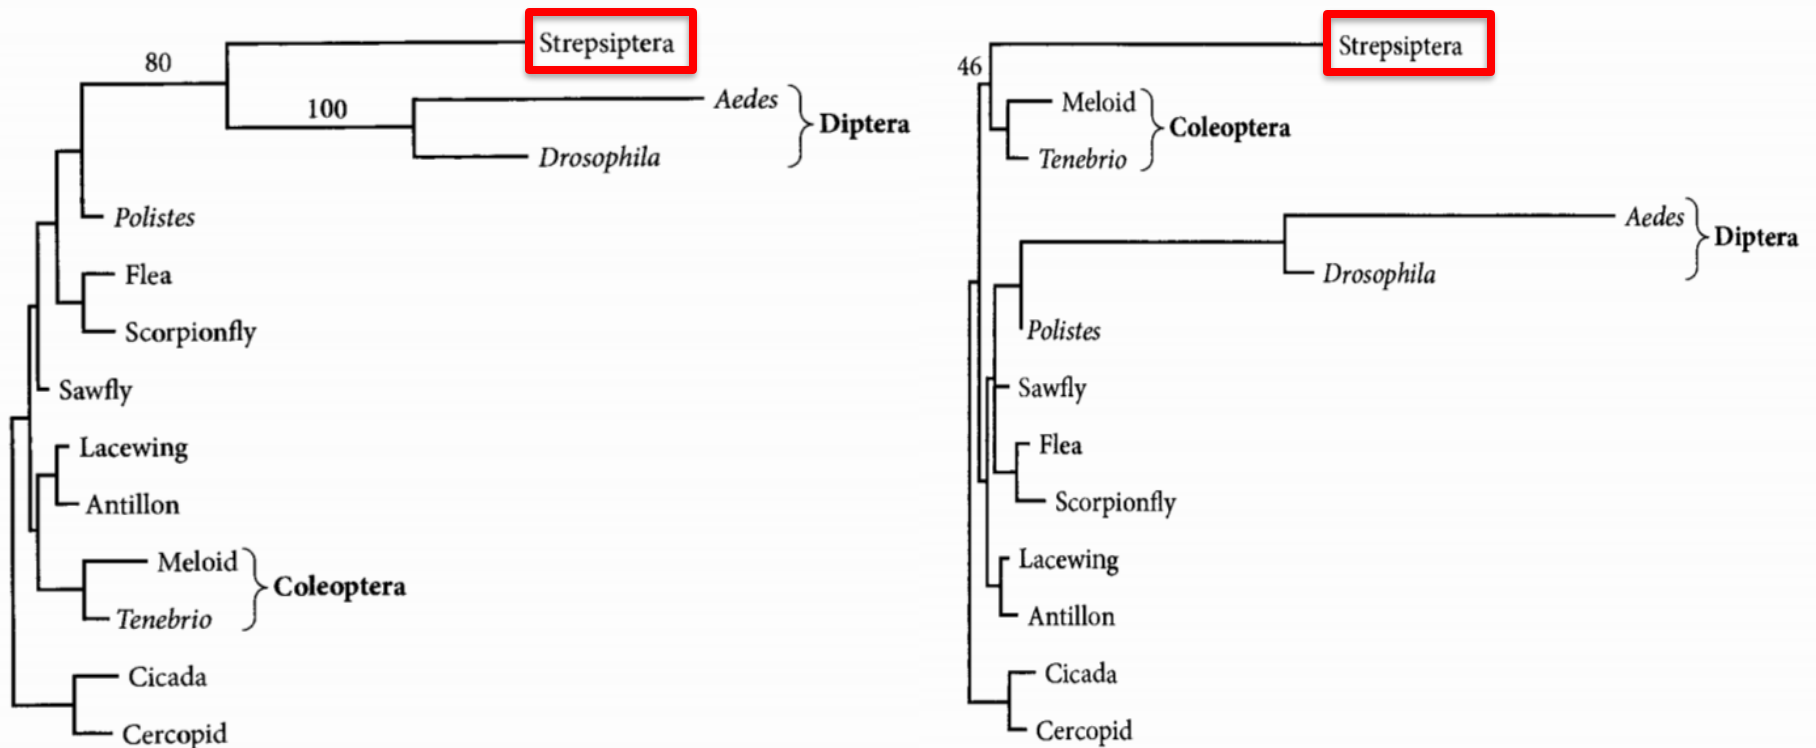 80
Strepsiptera
100
Aedes
Diptera
Drosophila
Polistes
Flea
Scorpionfly
Sawfly
Lacewing
Antillon
Meloid
Coleoptera
Tenebrio
Cicada
Cercopid
46
Strepsiptera
Meloid
Coleoptera
Tenebrio
Aedes
Diptera
Drosophila
Polistes
Sawfly
Flea
Scorpionfly
Lacewing
Antillon
Cicada
Cercopid